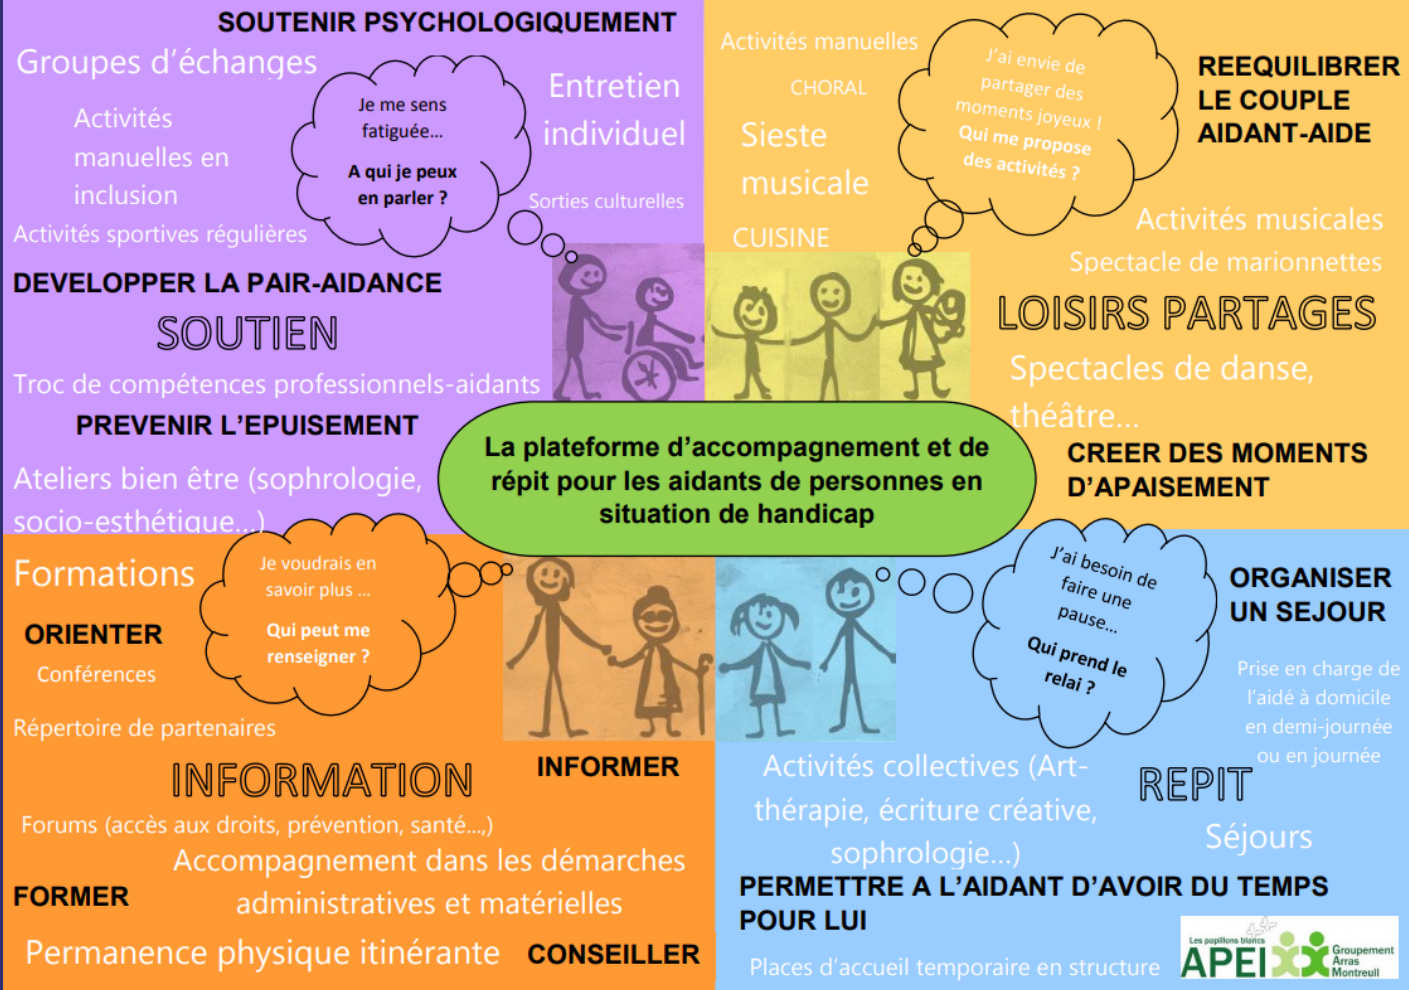 SOUTENIR PSYCHOLOGIQUEMENT
Groupes d'échanges
Je me sens
fatiguée...
A qui je peux
en parler ?
Entretien
individuel
Activités
manuelles en
inclusion
Sorties culturelles
Activités sportives régulières
DEVELOPPER LA PAIR-AIDANCE
SOUTIEN
Troc de compétences professionnels-aidants
PREVENIR L'EPUISEMENT
Ateliers bien être (sophrologie,
socio-esthétique...)
Activités manuelles
CHORAL
Sieste
musicale
CUISINE
J'ai envie de
partager des
moments joyeux !
Qui me propose
des activités ?
REEQUILIBRER
LE COUPLE
AIDANT-AIDE
Activités musicales
Spectacle de marionnettes
LOISIRS PARTAGES
Spectacles de danse,
théâtre...
CREER DES MOMENTS
D'APAISEMENT
La plateforme d'accompagnement et de
répit pour les aidants de personnes en
situation de handicap
Formations
Je voudrais en
savoir plus ...
Qui peut me
renseigner ?
ORIENTER
Conférences
Répertoire de partenaires
INFORMATION
INFORMER
Forums (accès aux droits, prévention, santé...,)
Accompagnement dans les démarches
administratives et matérielles
FORMER
Permanence physique itinérante
CONSEILLER
J'ai besoin de
faire une
pause...
Qui prend le
relai ?
ORGANISER
UN SEJOUR
Prise en charge de
l'aidé à domicile
en demi-journée
ou en journée
Activités collectives (Art-
thérapie, écriture créative,
sophrologie...)
REPIT
Séjours
PERMETTRE A L'AIDANT D'AVOIR DU TEMPS
POUR LUI
Places d'accueil temporaire en structure
Les papillons blancs
APEI
Groupement
Arras
Montreuil